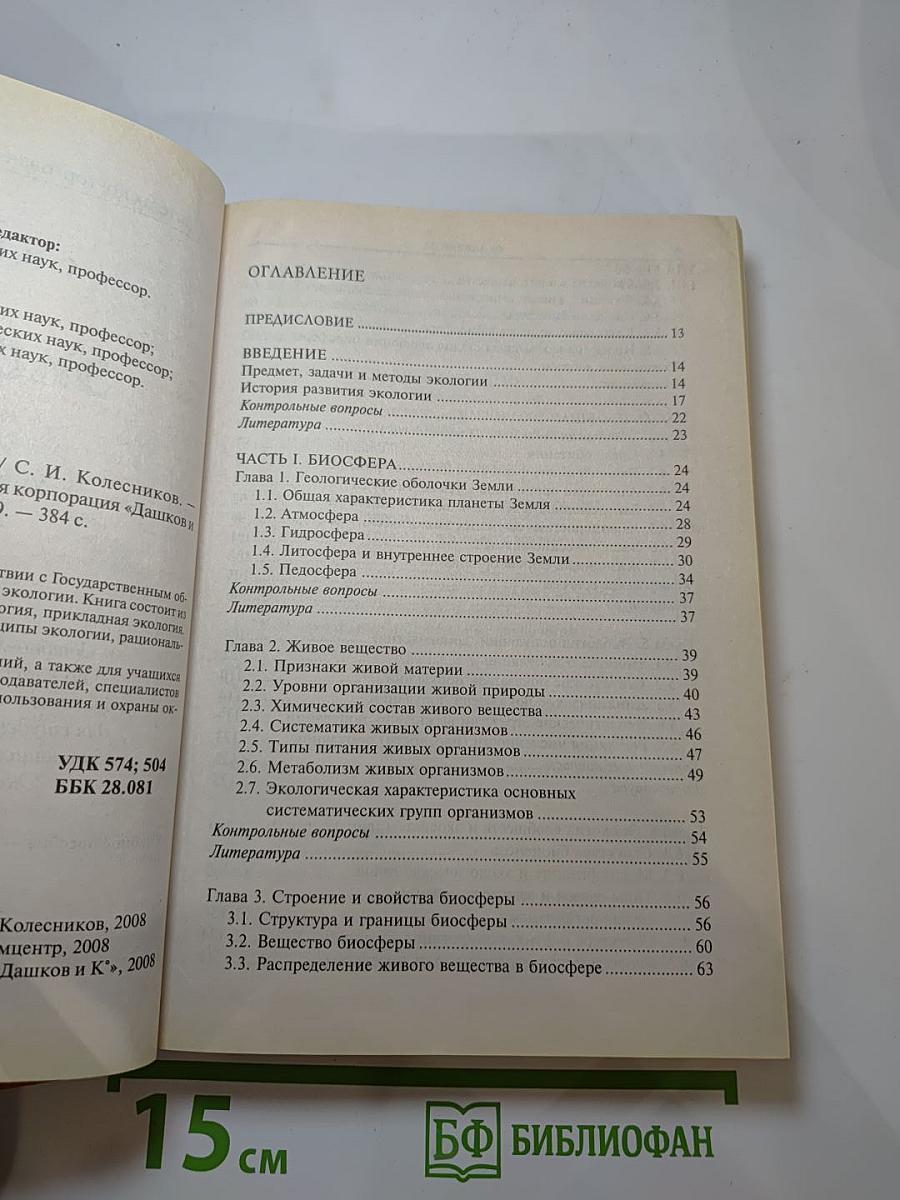 едактор:
их наук, профессор.
их наук, профессор;
еских наук, профессор;
х наук, профессор.
/ С. И. Колесников. —
я корпорация «Дашков и
9. — 384 с.
твии с Государственным об-
экологии. Книга состоит из
огия, прикладная экология,
ципы экологии, рациональ-
ий, а также для учащихся
одавателей, специалистов
пользования и охраны ок-
УДК 574; 504
ББК 28.081
Колесников, 2008
мцентр, 2008
Дашков и К°», 2008
ОГЛАВЛЕНИЕ
ПРЕДИСЛОВИЕ ... 13
ВВЕДЕНИЕ ... 14
Предмет, задачи и методы экологии ... 14
История развития экологии ... 17
Контрольные вопросы ... 22
Литература ... 23
ЧАСТЬ I. БИОСФЕРА ... 24
Глава 1. Геологические оболочки Земли ... 24
1.1. Общая характеристика планеты Земля ... 24
1.2. Атмосфера ... 28
1.3. Гидросфера ... 29
1.4. Литосфера и внутреннее строение Земли ... 30
1.5. Педосфера ... 34
Контрольные вопросы ... 37
Литература ... 37
Глава 2. Живое вещество ... 39
2.1. Признаки живой материи ... 39
2.2. Уровни организации живой природы ... 40
2.3. Химический состав живого вещества ... 43
2.4. Систематика живых организмов ... 46
2.5. Типы питания живых организмов ... 47
2.6. Метаболизм живых организмов ... 49
2.7. Экологическая характеристика основных
систематических групп организмов ... 53
Контрольные вопросы ... 54
Литература ... 55
Глава 3. Строение и свойства биосферы ... 56
3.1. Структура и границы биосферы ... 56
3.2. Вещество биосферы ... 60
3.3. Распределение живого вещества в биосфере ... 63
15 см
БФ БИБЛИОФАН